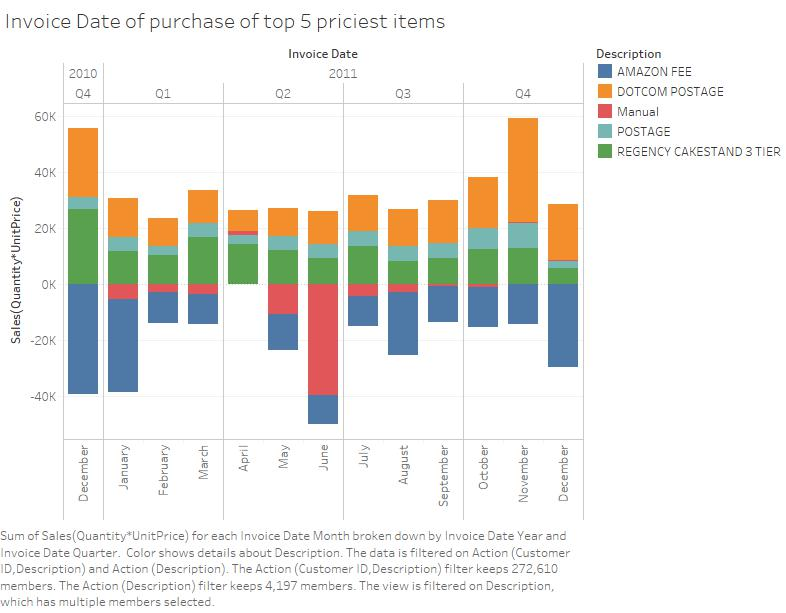 Invoice Date of purchase of top 5 priciest items
Invoice Date
2010
2011
Q4
Q1
Q2
Q3
Q4
Description
AMAZON FEE
DOTCOM POSTAGE
Manual
POSTAGE
REGENCY CAKESTAND 3 TIER
Sales(Quantity*UnitPrice)
60K
40K
20K
0K
-20K
-40K
December
January
February
March
April
May
June
July
August
September
October
November
December
Sum of Sales(Quantity*UnitPrice) for each Invoice Date Month broken down by Invoice Date Year and
Invoice Date Quarter.  Color shows details about Description. The data is filtered on Action (Customer
ID,Description) and Action (Description). The Action (Customer ID,Description) filter keeps 272,610
members. The Action (Description) filter keeps 4,197 members. The view is filtered on Description,
which has multiple members selected.